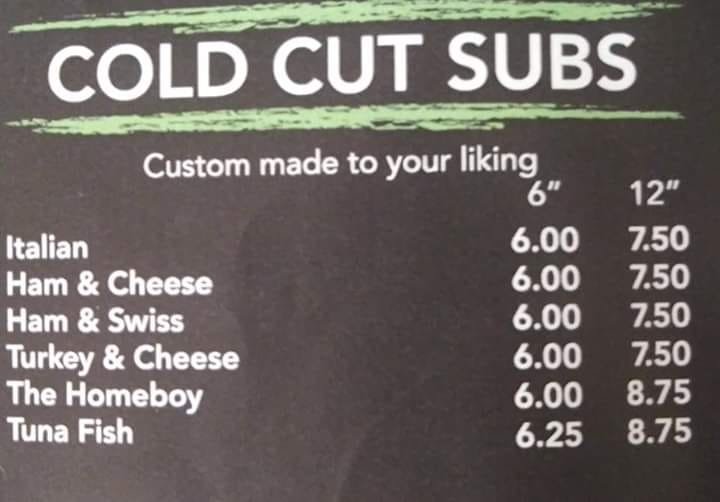 COLD CUT SUBS
Custom made to your liking
6" 12"
Italian 6.00 7.50
Ham & Cheese 6.00 7.50
Ham & Swiss 6.00 7.50
Turkey & Cheese 6.00 7.50
The Homeboy 6.00 8.75
Tuna Fish 6.25 8.75